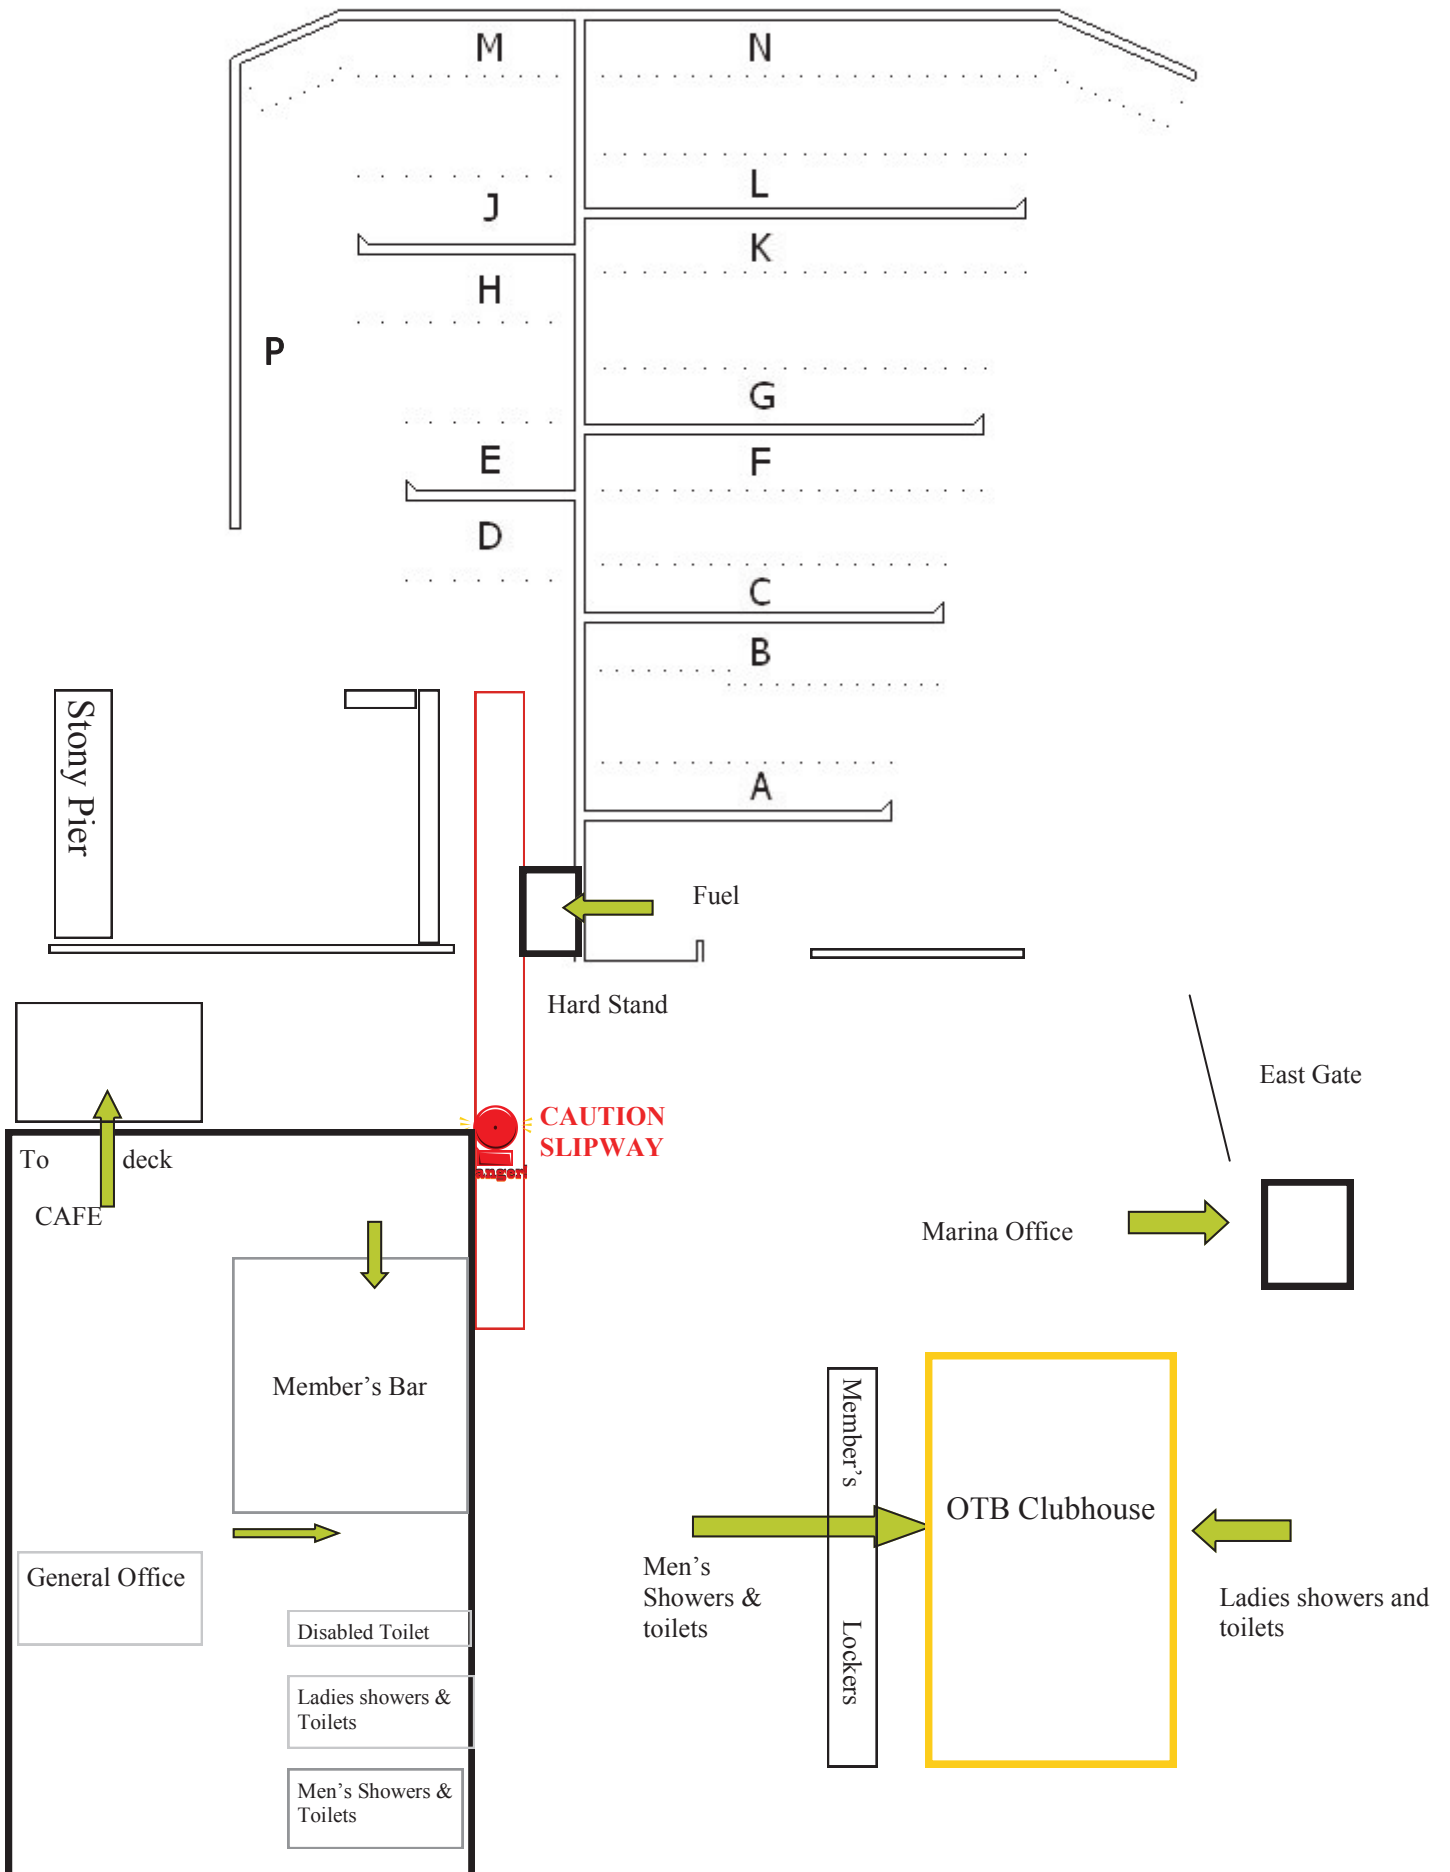 M
N
L
J
K
H
P
G
E
F
D
C
B
Stony Pier
A
Fuel
Hard Stand
East Gate
CAUTION
SLIPWAY
anger
To deck
CAFE
Marina Office
Member's Bar
Member's Lockers
OTB Clubhouse
General Office
Men's
Showers &
toilets
Ladies showers and
toilets
Disabled Toilet
Ladies showers &
Toilets
Men's Showers &
Toilets